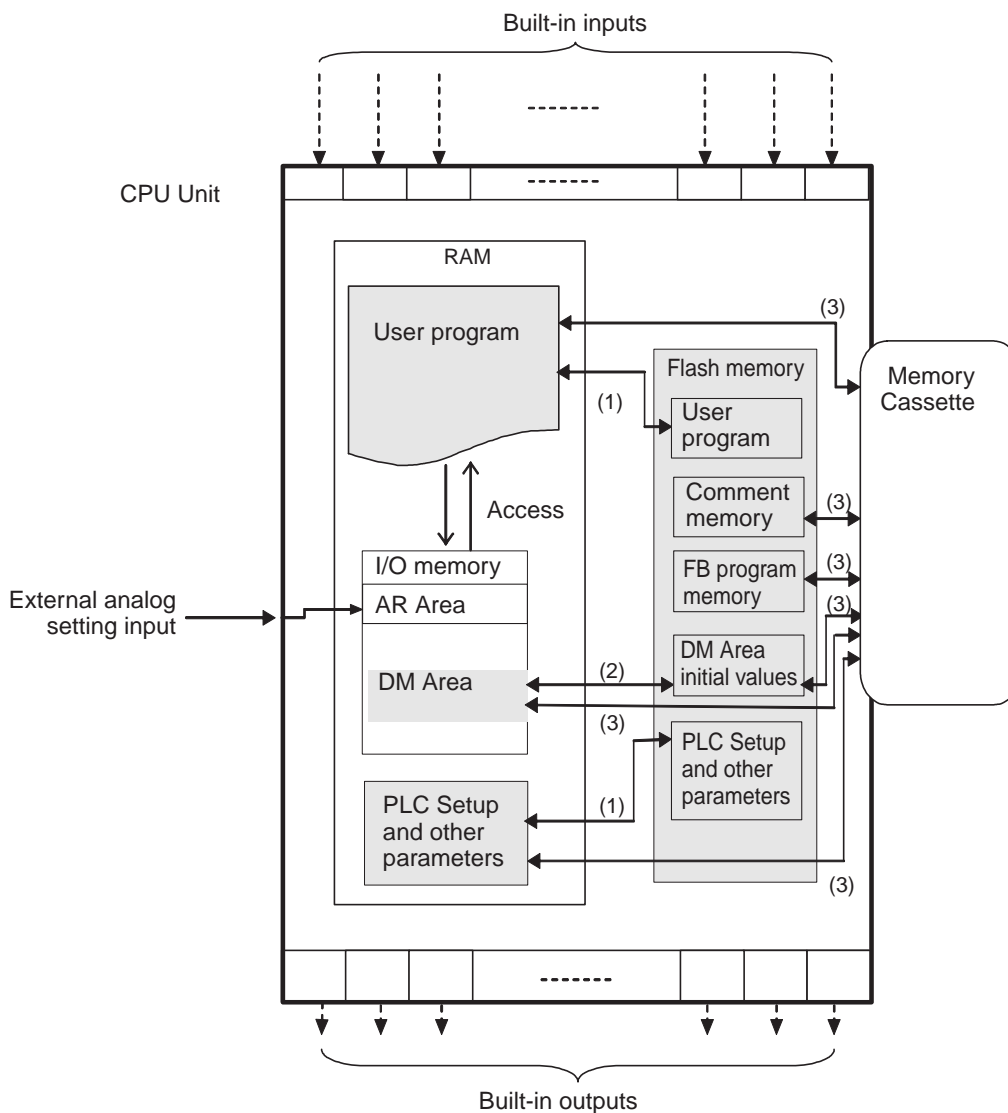 Built-in inputs
CPU Unit
RAM
User program
(3)
Flash memory
Memory
Cassette
(1)
User
program
Access
Comment
memory
(3)
I/O memory
AR Area
FB program
memory
(3)
External analog
setting input
(3)
DM Area
(2)
DM Area
initial values
(3)
PLC Setup
and other
parameters
PLC Setup
and other
parameters
(1)
(3)
Built-in outputs